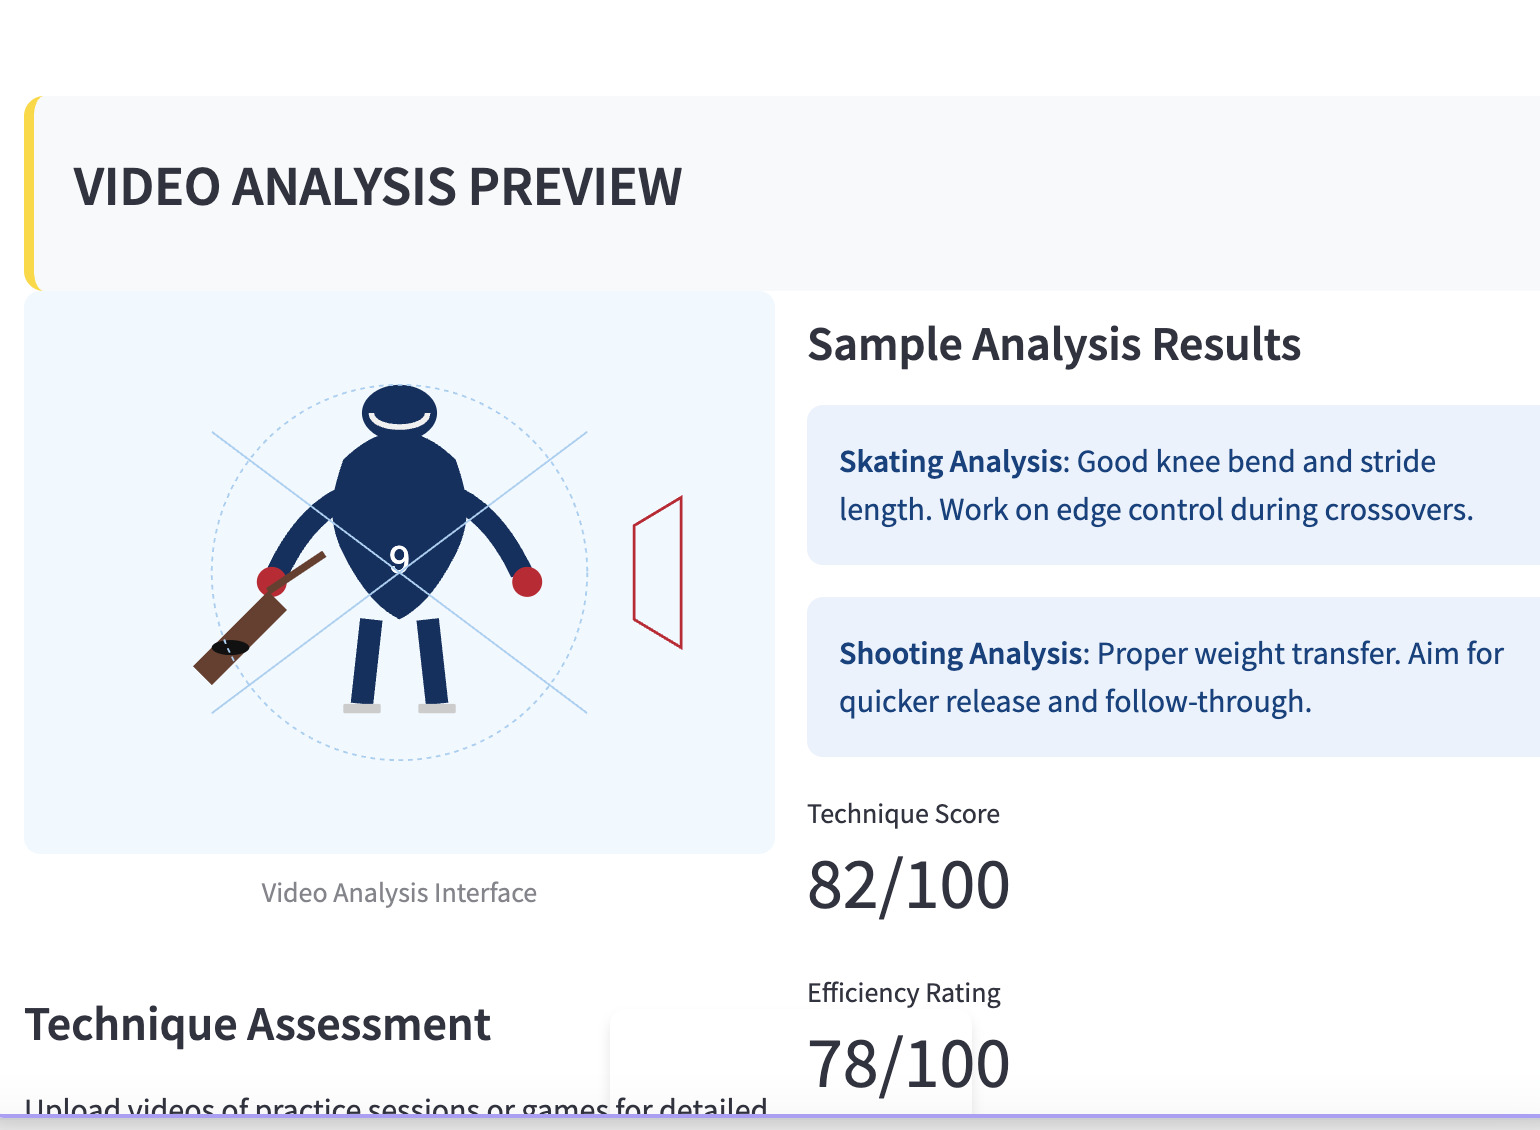 VIDEO ANALYSIS PREVIEW
9
Video Analysis Interface
Technique Assessment
Upload videos of practice sessions or games for detailed
Sample Analysis Results
Skating Analysis: Good knee bend and stride
length. Work on edge control during crossovers.
Shooting Analysis: Proper weight transfer. Aim for
quicker release and follow-through.
Technique Score
82/100
Efficiency Rating
78/100